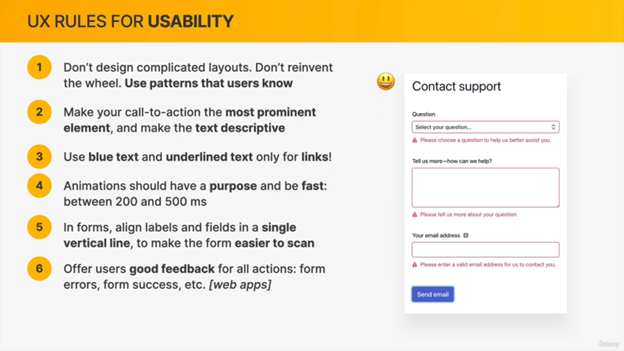 UX RULES FOR USABILITY
1
Don't design complicated layouts. Don't reinvent
the wheel. Use patterns that users know
2
Make your call-to-action the most prominent
element, and make the text descriptive
3
Use blue text and underlined text only for links!
4
Animations should have a purpose and be fast:
between 200 and 500 ms
5
In forms, align labels and fields in a single
vertical line, to make the form easier to scan
6
Offer users good feedback for all actions: form
errors, form success, etc. [web apps]
Contact support
Question
Select your question...
Please choose a question to help us better assist you.
Tell us more—how can we help?
Please tell us more about your question.
Your email address
Please enter a valid email address for us to contact you.
Send email
Udemy